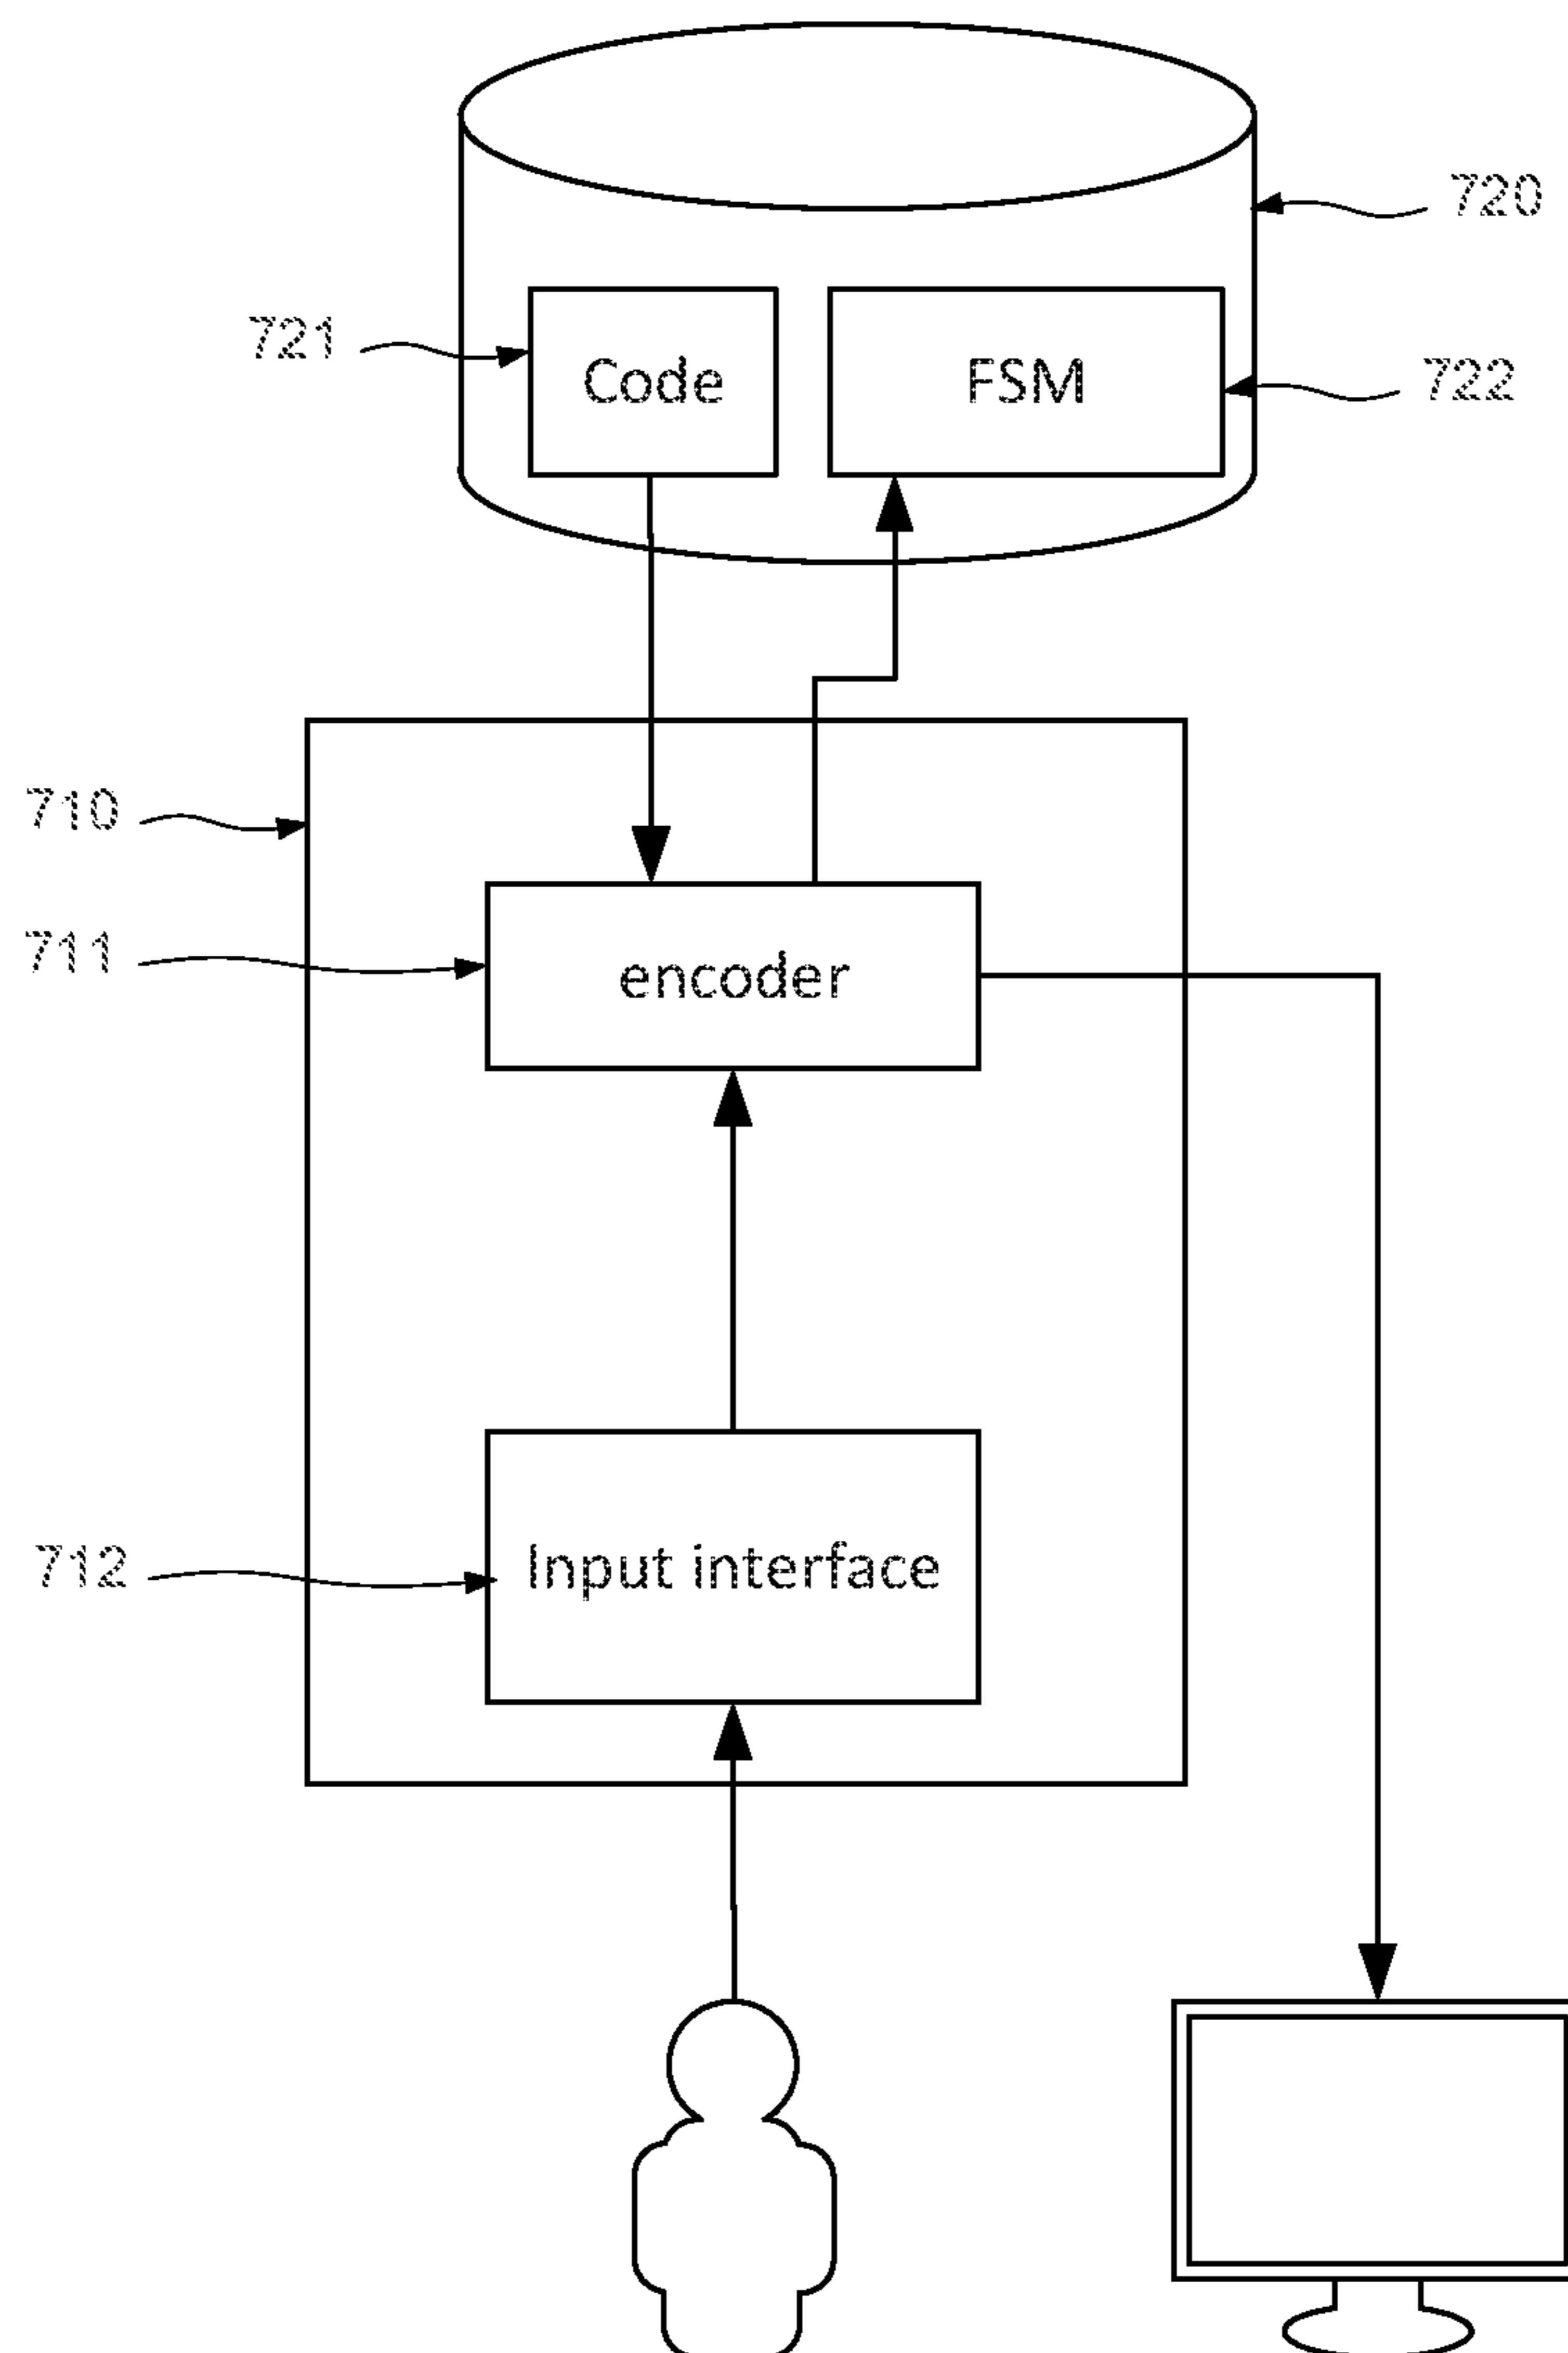 720
721
Code
FSM
722
710
711
encoder
712
Input interface